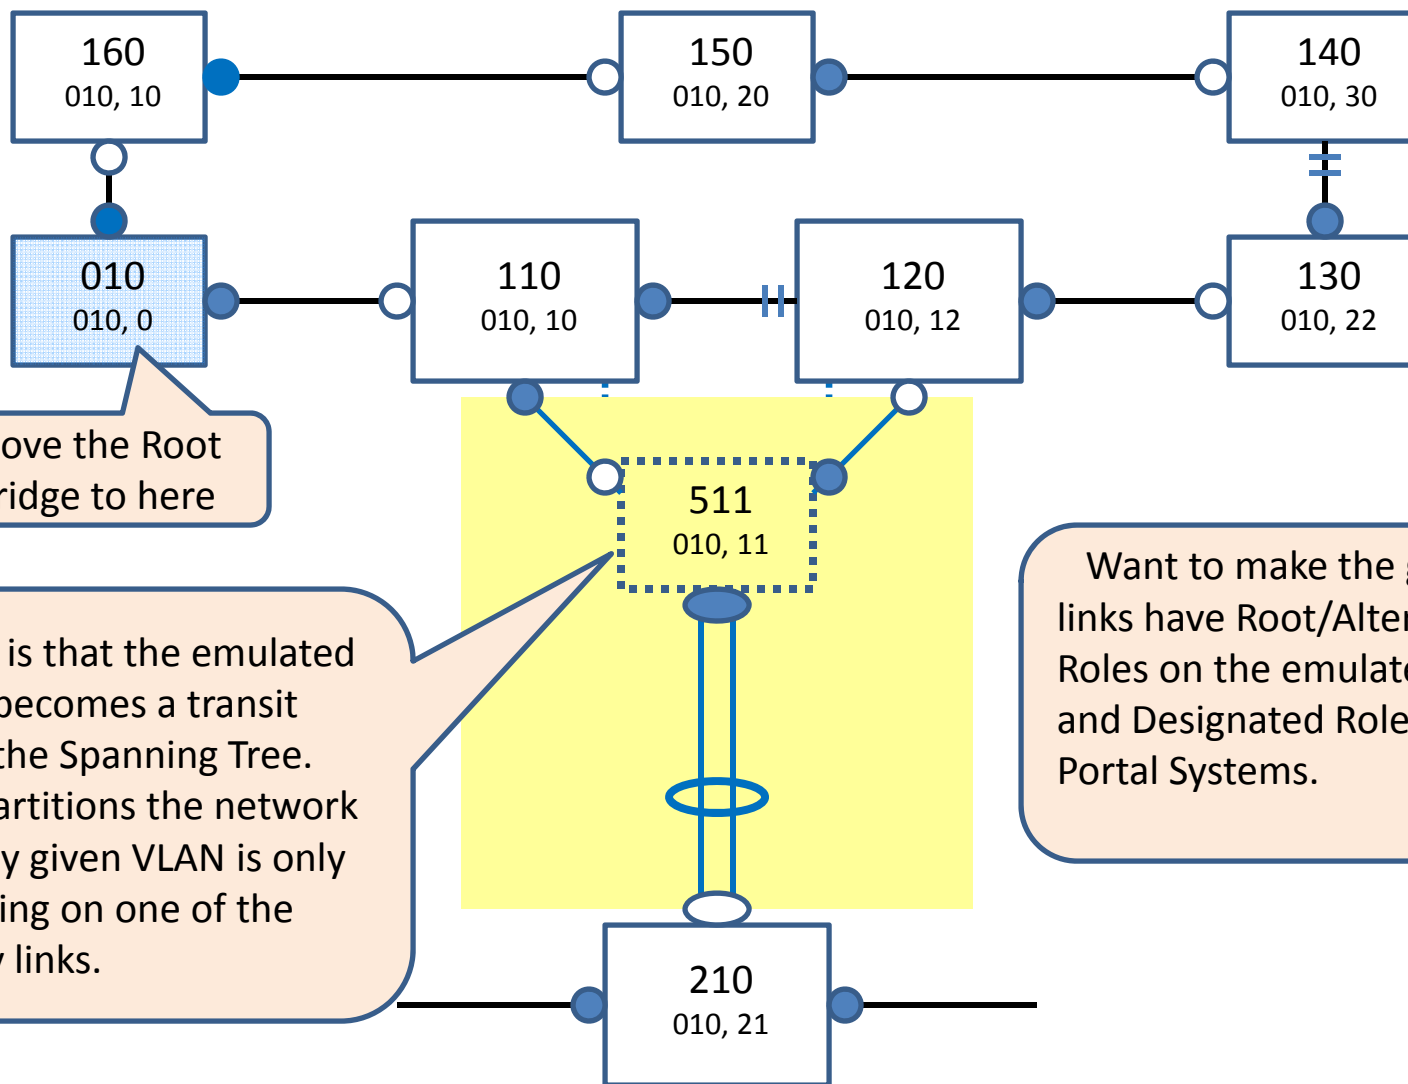 160
010, 10
150
010, 20
140
010, 30
010
010, 0
110
010, 10
120
010, 12
130
010, 22
ove the Root
ridge to here
511
010, 11
is that the emulated
becomes a transit
the Spanning Tree.
artitions the network
y given VLAN is only
ing on one of the
links.
Want to make the g
links have Root/Alter
Roles on the emulate
and Designated Role
Portal Systems.
210
010, 21